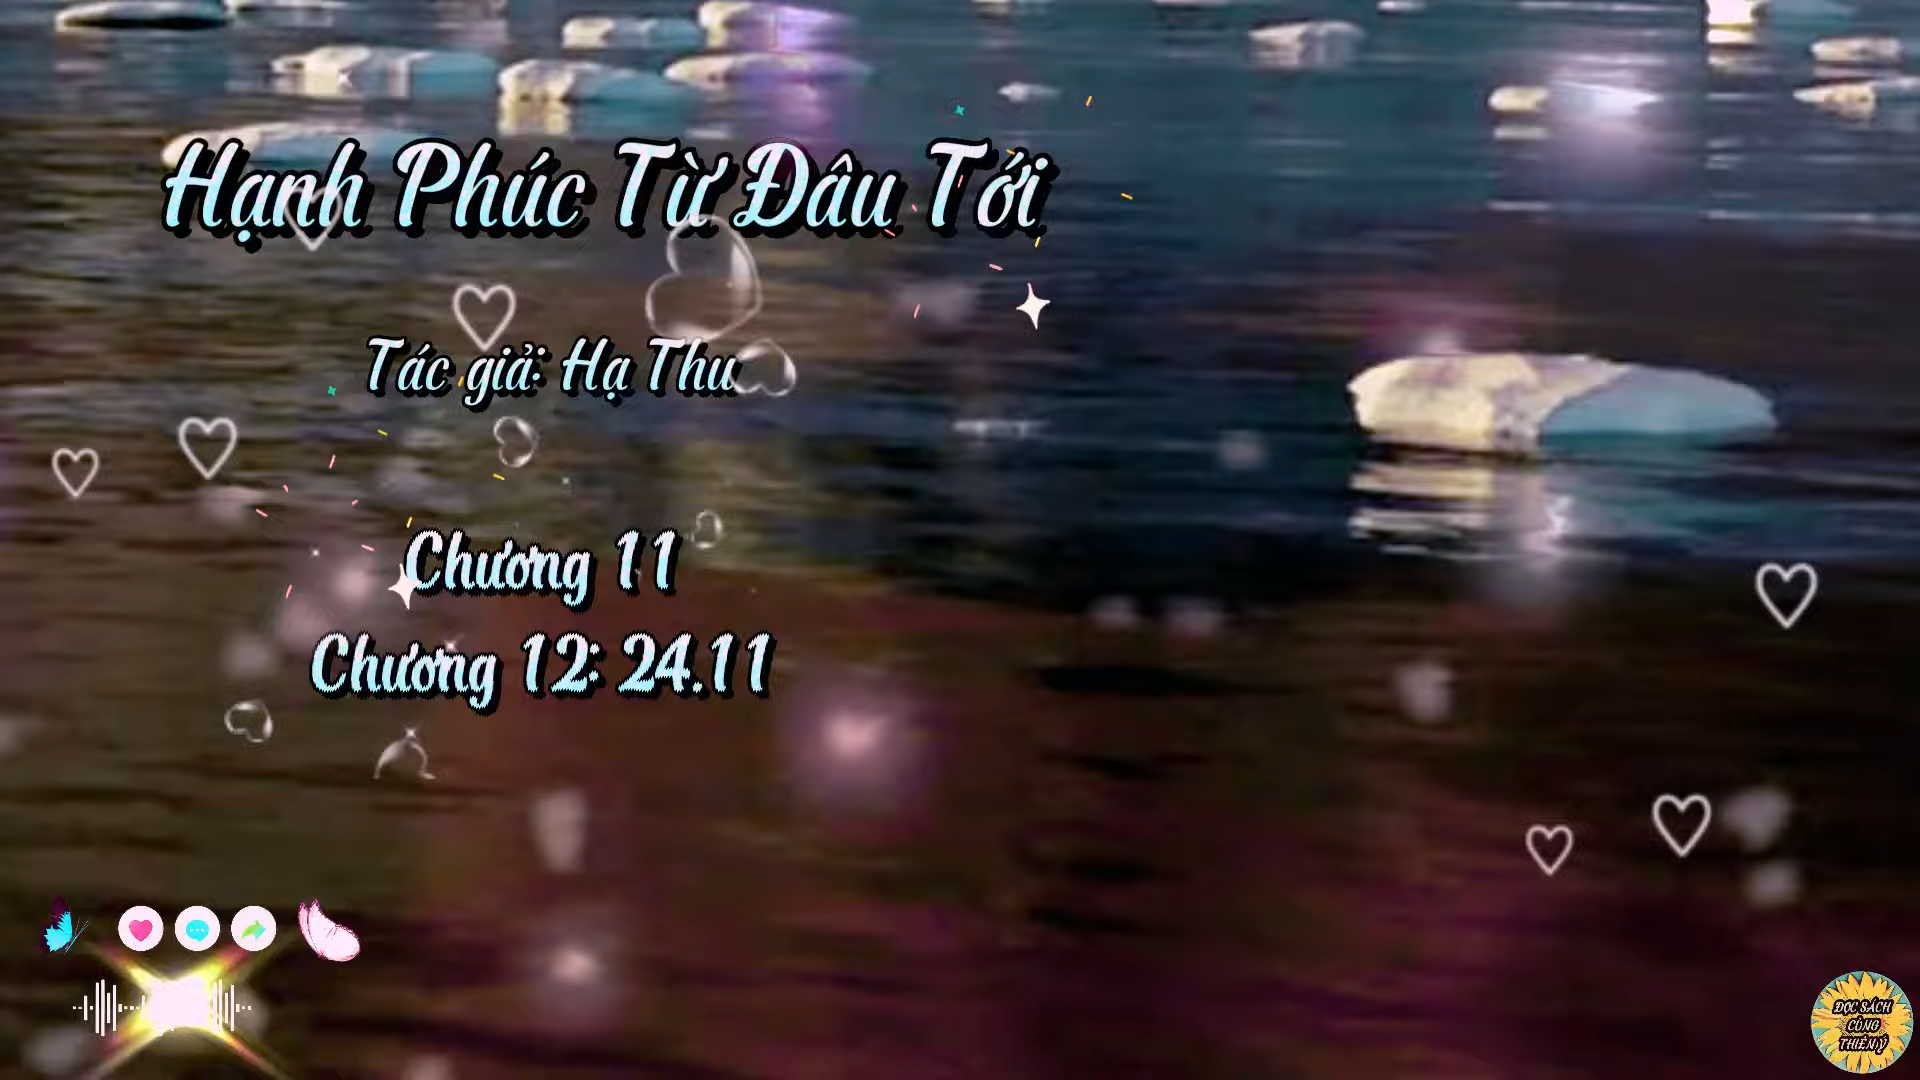 Hạnh Phúc Từ Đâu Tới
Tác giả: Hạ Thu
Chương 11
Chương 12: 24.11
ĐỌC SÁCH
CÙNG
THIÊN Ý